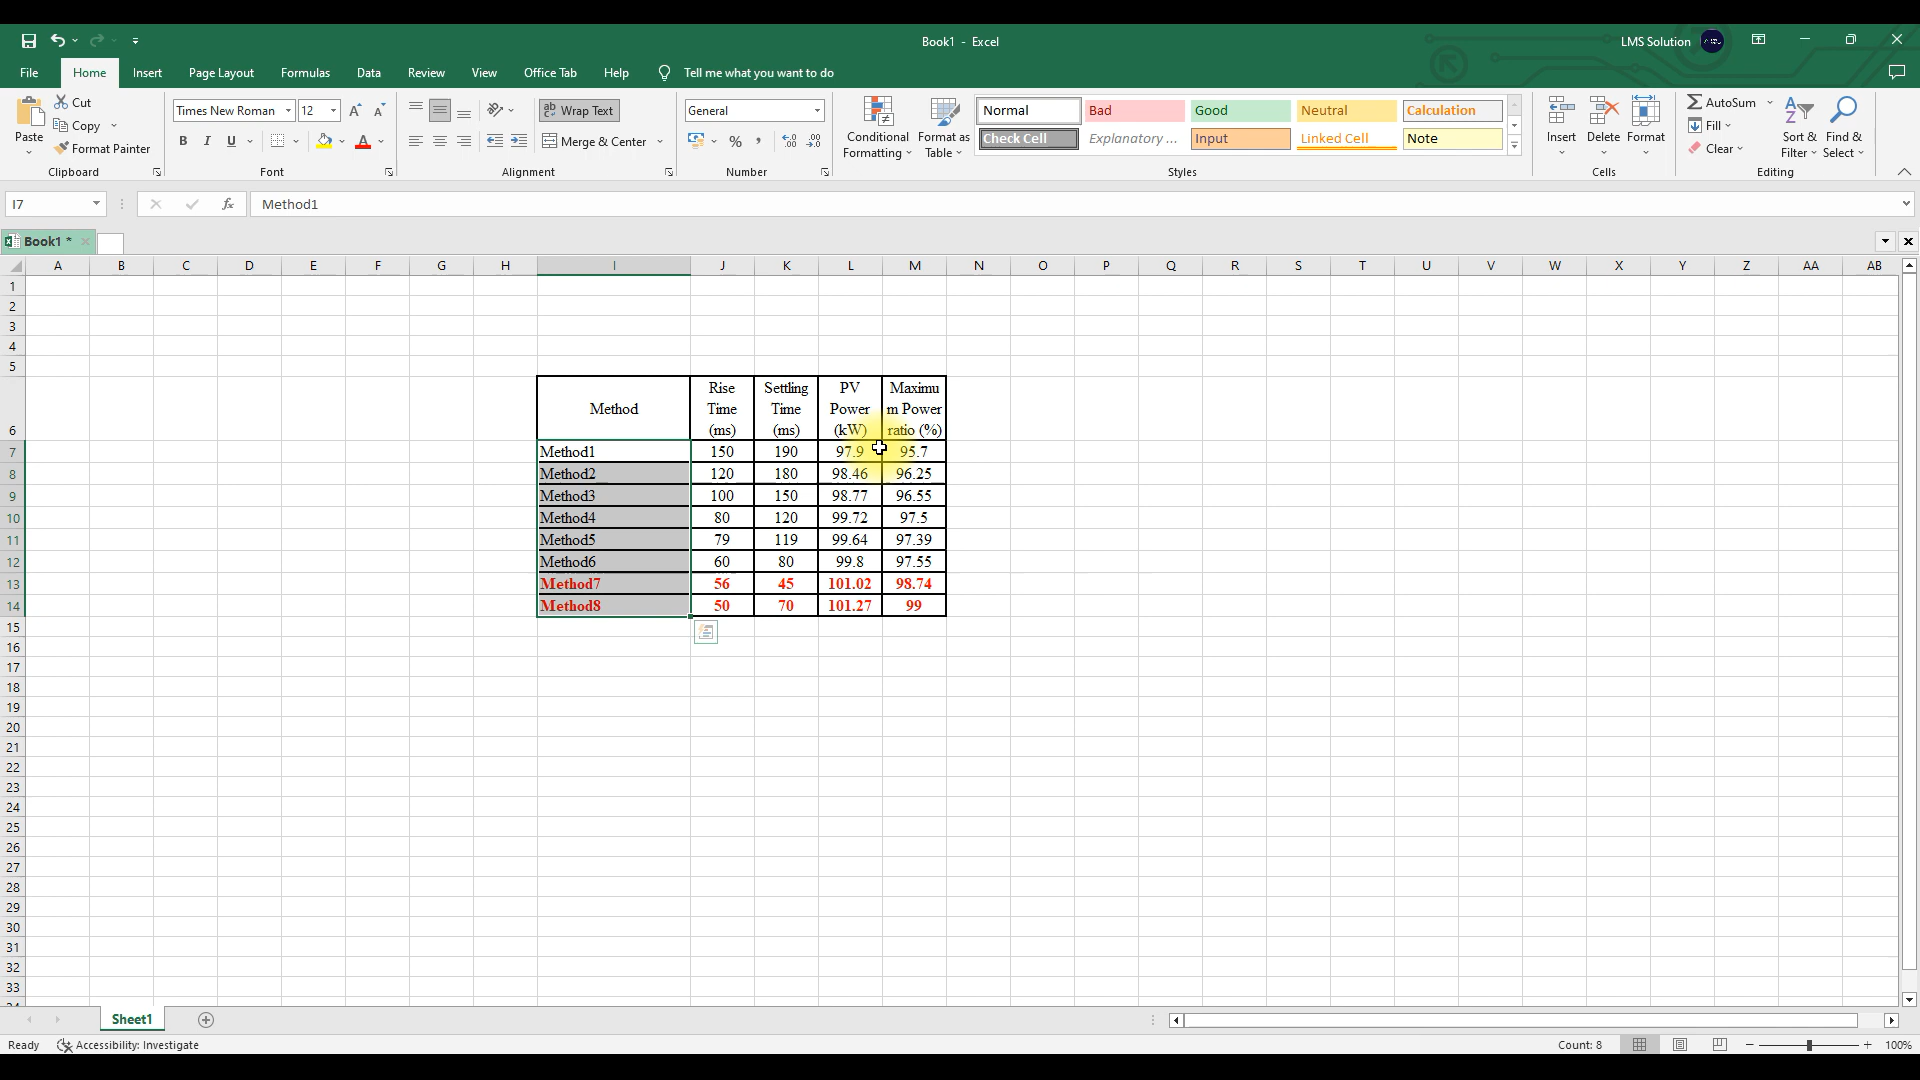 Book1 - Excel
LMS Solution
File Home Insert Page Layout Formulas Data Review View Office Tab Help Tell me what you want to do
Paste
Cut
Copy
Format Painter
Clipboard
Times New Roman 12
B I U
Font
Wrap Text
Merge & Center
Alignment
General
Number
Conditional Formatting
Format as Table
Normal Bad Good Neutral Calculation
Check Cell Explanatory ... Input Linked Cell Note
Styles
Insert Delete Format
Cells
AutoSum
Fill
Clear
Sort & Filter
Find & Select
Editing
I7 fx Method1
Book1 *
A B C D E F G H I J K L M N O P Q R S T U V W X Y Z AA AB
1
2
3
4
5
6
Method
Rise Time (ms)
Settling Time (ms)
PV Power (kW)
Maximu m Power ratio (%)
7 Method1 150 190 97.9 95.7
8 Method2 120 180 98.46 96.25
9 Method3 100 150 98.77 96.55
10 Method4 80 120 99.72 97.5
11 Method5 79 119 99.64 97.39
12 Method6 60 80 99.8 97.55
13 Method7 56 45 101.02 98.74
14 Method8 50 70 101.27 99
15
16
17
18
19
20
21
22
23
24
25
26
27
28
29
30
31
32
33
Sheet1
Ready Accessibility: Investigate Count: 8 100%